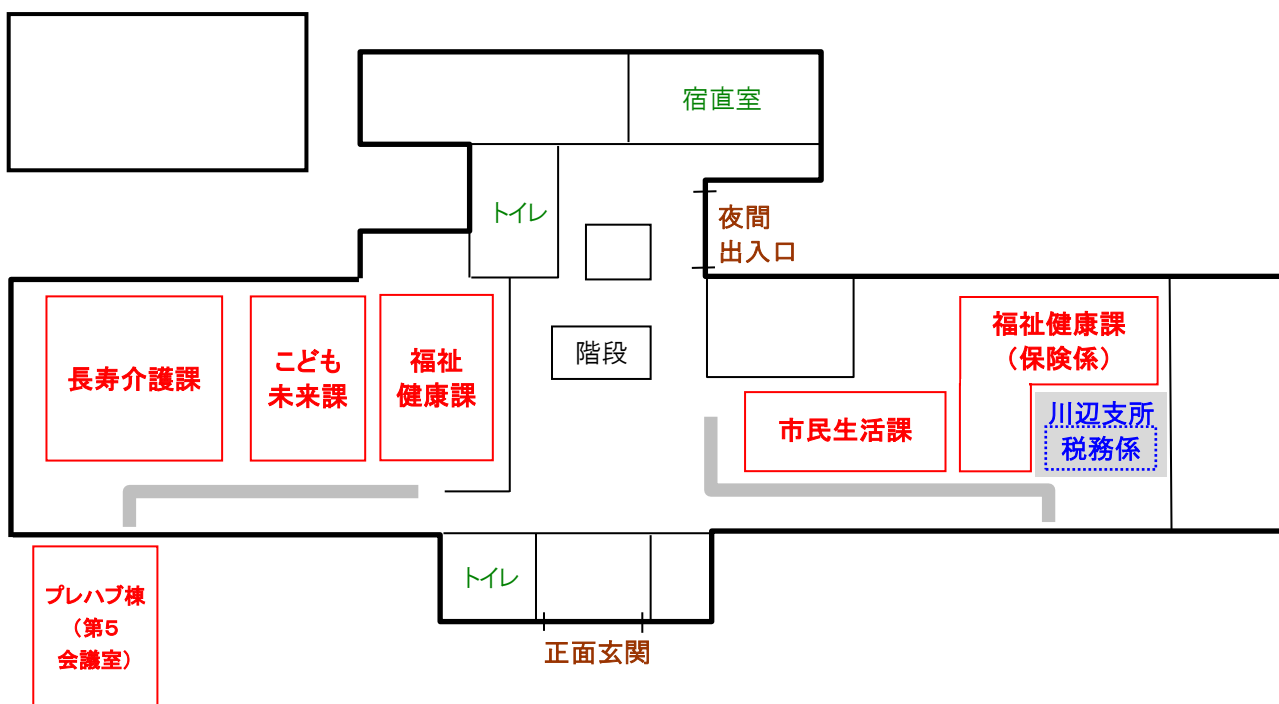 宿直室
トイレ
夜間
出入口
階段
長寿介護課
こども
未来課
福祉
健康課
福祉健康課
（保険係）
市民生活課
川辺支所
税務係
トイレ
正面玄関
プレハブ棟
（第5
会議室）